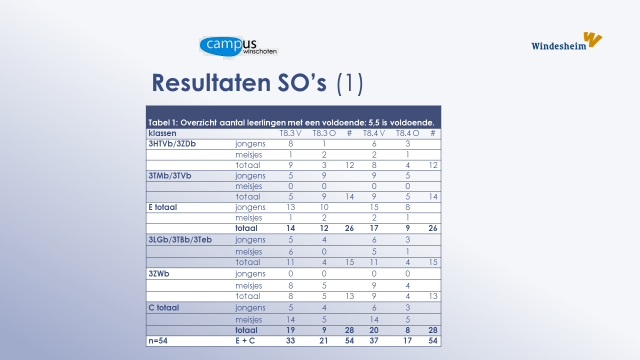 campus
winschoten
Windesheim
Resultaten SO's (1)
Tabel 1: Overzicht aantal leerlingen met een voldoende: 5,5 is voldoende.
klassen T8.3 V T8.3 O # T8.4 V T8.4 O #
3HTVb/3ZDb jongens 8 1 6 3
meisjes 1 2 2 1
totaal 9 3 12 8 4 12
3TMb/3TVb jongens 5 9 9 5
meisjes 0 0 0 0
totaal 5 9 14 9 5 14
E totaal jongens 13 10 15 8
meisjes 1 2 2 1
totaal 14 12 26 17 9 26
3LGb/3TBb/3Teb jongens 5 4 6 3
meisjes 6 0 5 1
totaal 11 4 15 11 4 15
3ZWb jongens 0 0 0 0
meisjes 8 5 9 4
totaal 8 5 13 9 4 13
C totaal jongens 5 4 6 3
meisjes 14 5 14 5
totaal 19 9 28 20 8 28
n=54 E + C 33 21 54 37 17 54